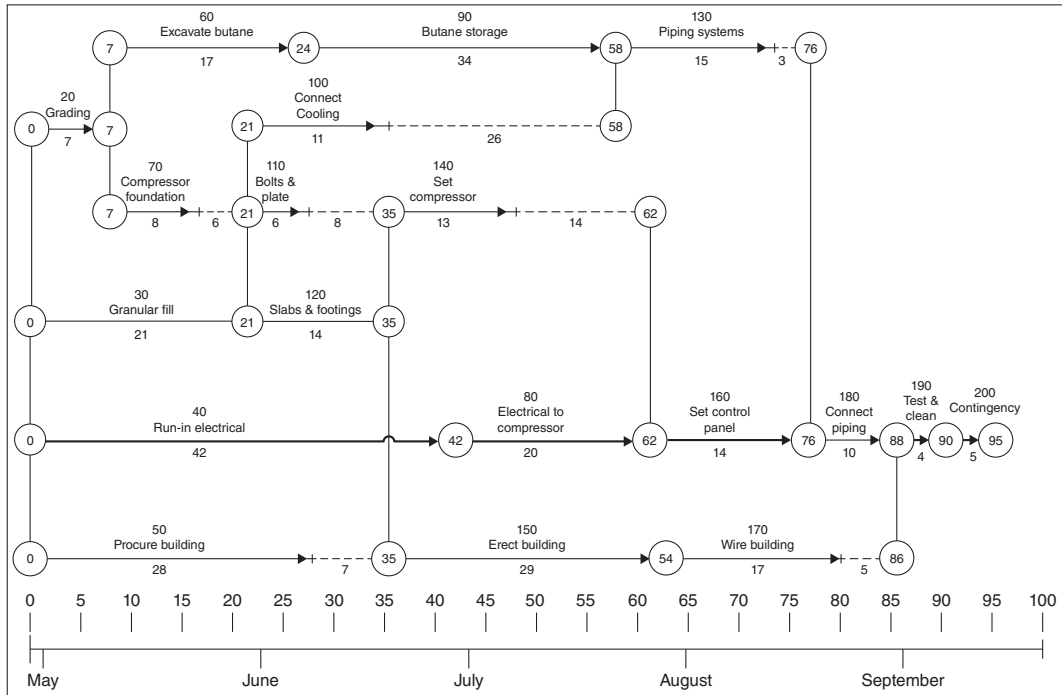 60
Excavate butane
17
90
Butane storage
34
130
Piping systems
15
3
7
24
58
76
20
Grading
7
0
7
100
Connect
Cooling
11
26
21
58
70
Compressor
foundation
8
6
110
Bolts &
plate
6
8
140
Set
compressor
13
14
7
21
35
62
30
Granular fill
21
120
Slabs & footings
14
0
21
35
40
Run-in electrical
42
80
Electrical to
compressor
20
160
Set control
panel
14
180
Connect
piping
10
190
Test &
clean
4
200
Contingency
5
0
42
62
76
88
90
95
50
Procure building
28
7
150
Erect building
29
170
Wire building
17
5
0
35
54
86
0 5 10 15 20 25 30 35 40 45 50 55 60 65 70 75 80 85 90 95 100
May June July August September